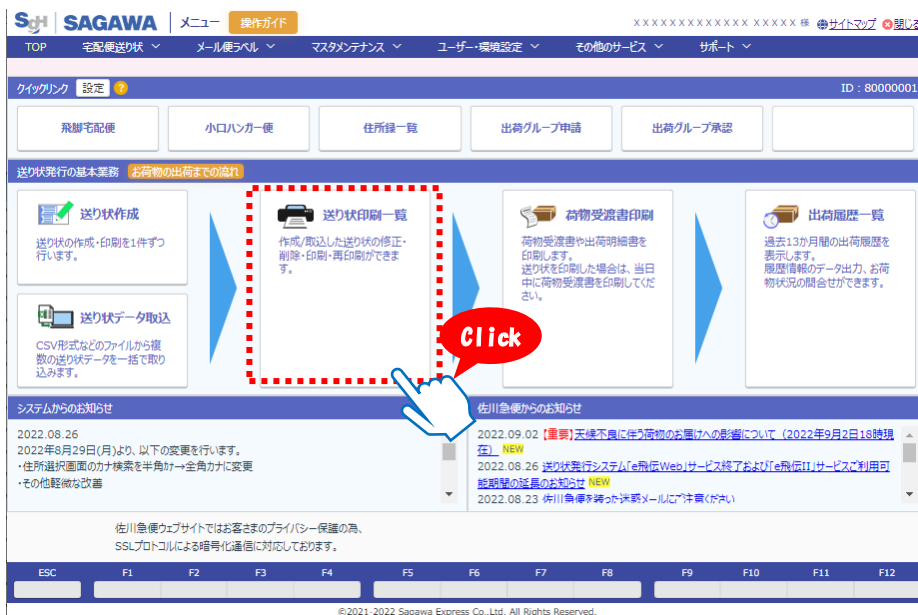 SgH SAGAWA メニュー 操作ガイド XXXXXXXXXXXXXX XXXXX 様 サイトマップ 閉じる
TOP 宅配便送り状 メール便ラベル マスタメンテナンス ユーザー・環境設定 その他のサービス サポート
クイックリンク 設定 ? ID : 80000001
飛脚宅配便 小口ハンガー便 住所録一覧 出荷グループ申請 出荷グループ承認
送り状発行の基本業務 お荷物の出荷までの流れ
送り状作成
送り状の作成・印刷を1件ずつ
行います。
送り状データ取込
CSV形式などのファイルから複
数の送り状データを一括で取り
込みます。
送り状印刷一覧
作成/取込した送り状の修正・
削除・印刷・再印刷ができま
す。
荷物受渡書印刷
荷物受渡書や出荷明細書を
印刷します。
送り状を印刷した場合は、当日
中に荷物受渡書を印刷してくだ
さい。
出荷履歴一覧
過去13か月間の出荷履歴を
表示します。
履歴情報のデータ出力、お荷
物状況の問合せができます。
Click
システムからのお知らせ
2022.08.26
2022年8月29日(月)より、以下の変更を行います。
・住所選択画面のカナ検索を半角カナ→全角カナに変更
・その他軽微な改善
佐川急便からのお知らせ
2022.09.02 【重要】天候不良に伴う荷物のお届けへの影響について (2022年9月2日18時現
在) NEW
2022.08.26 送り状発行システム「e飛伝Web」サービス終了および「e飛伝II」サービスご利用可
能期間の延長のお知らせ NEW
2022.08.23 佐川急便を装った迷惑メールにご注意ください
佐川急便ウェブサイトではお客さまのプライバシー保護の為、
SSLプロトコルによる暗号化通信に対応しております。
ESC F1 F2 F3 F4 F5 F6 F7 F8 F9 F10 F11 F12
©2021-2022 Sagawa Express Co.,Ltd. All Rights Reserved.